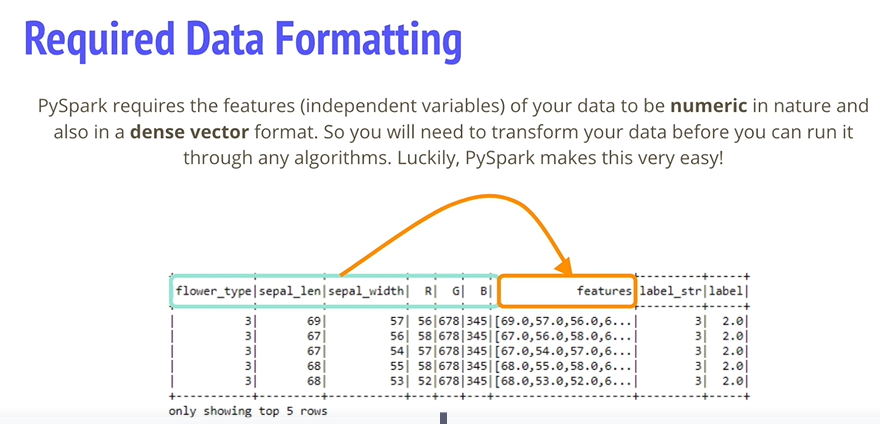 Required Data Formatting
PySpark requires the features (independent variables) of your data to be numeric in nature and
also in a dense vector format. So you will need to transform your data before you can run it
through any algorithms. Luckily, PySpark makes this very easy!
flower_type|sepal_len|sepal_width| R| G| B| features|label_str|label|
| 3| 69| 57| 56|678|345|[69.0,57.0,56.0,6...| 3| 2.0|
| 3| 67| 56| 58|678|345|[67.0,56.0,58.0,6...| 3| 2.0|
| 3| 67| 54| 57|678|345|[67.0,54.0,57.0,6...| 3| 2.0|
| 3| 68| 55| 58|678|345|[68.0,55.0,58.0,6...| 3| 2.0|
| 3| 68| 53| 52|678|345|[68.0,53.0,52.0,6...| 3| 2.0|
only showing top 5 rows